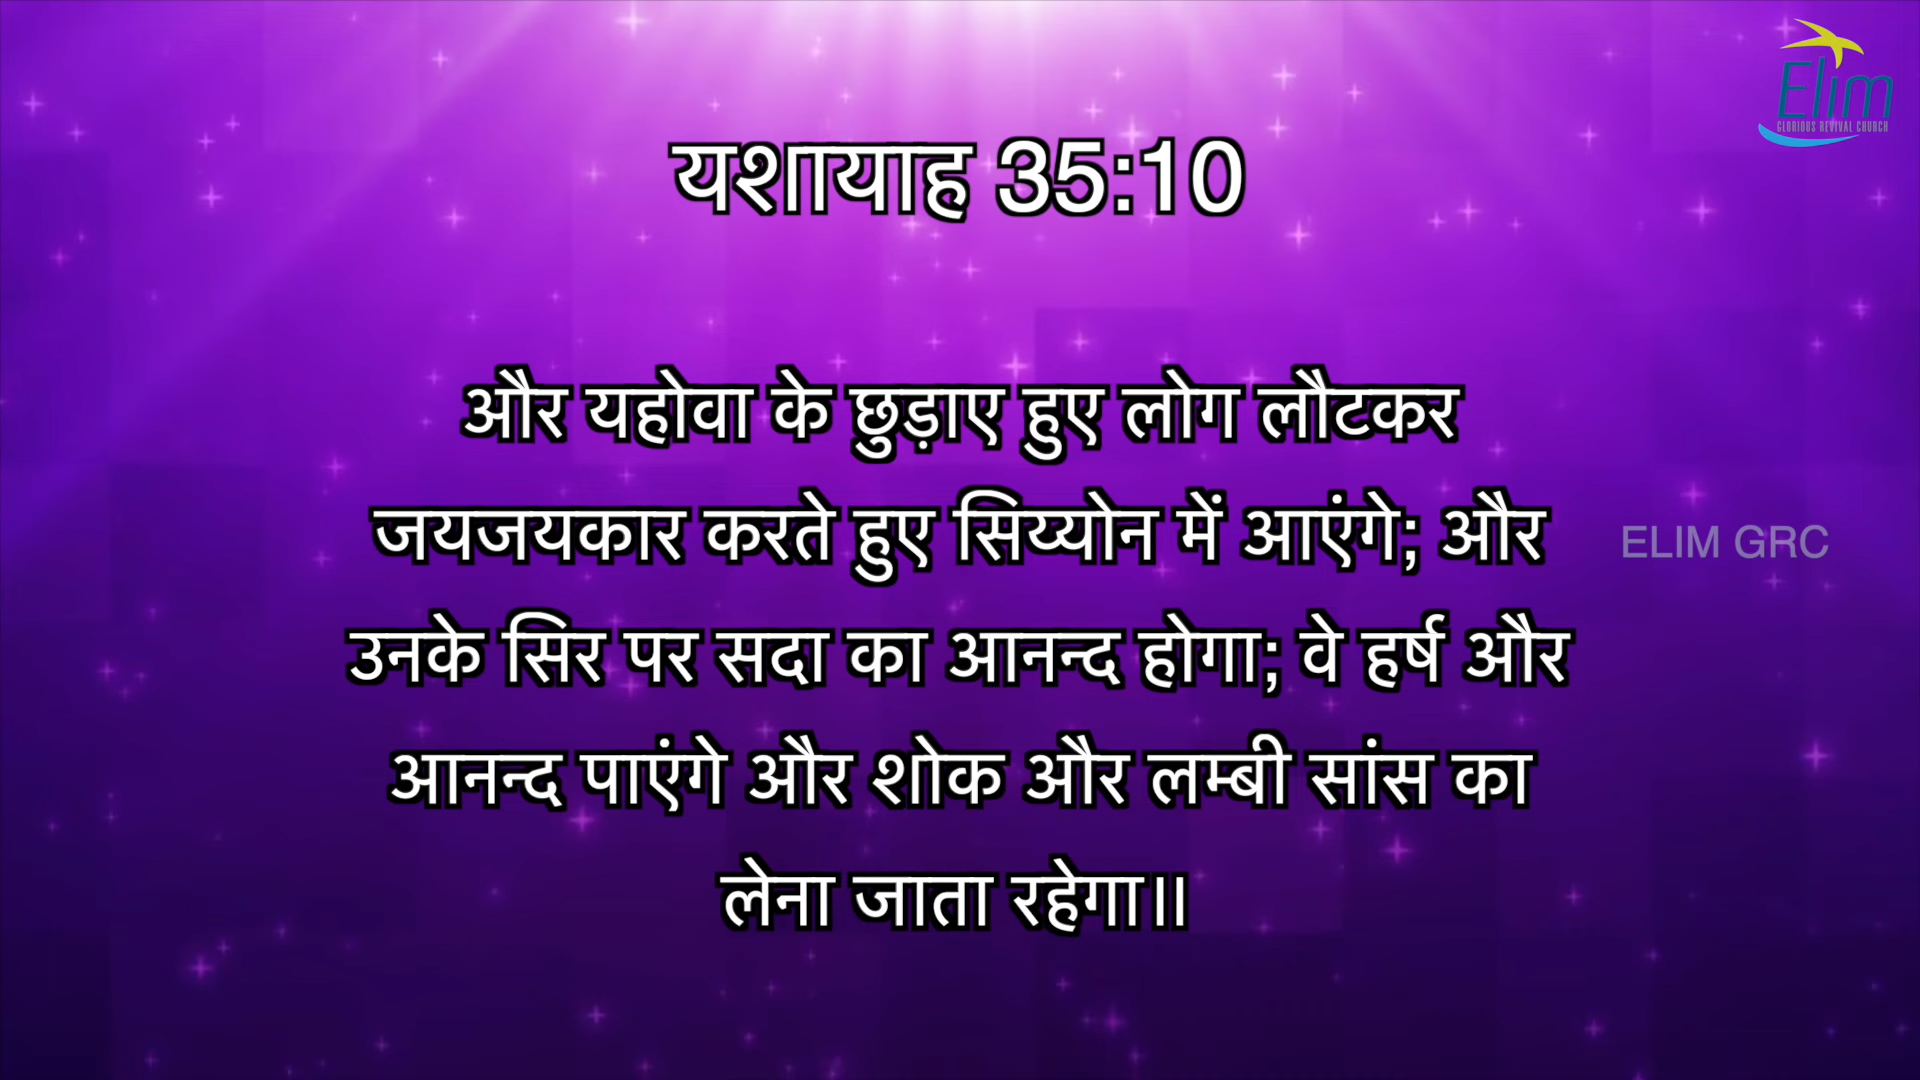 Elim
GLORIOUS REVIVAL CHURCH
यशायाह 35:10
और यहोवा के छुड़ाए हुए लोग लौटकर
जयजयकार करते हुए सिय्योन में आएंगे; और
उनके सिर पर सदा का आनन्द होगा; वे हर्ष और
आनन्द पाएंगे और शोक और लम्बी सांस का
लेना जाता रहेगा॥
ELIM GRC